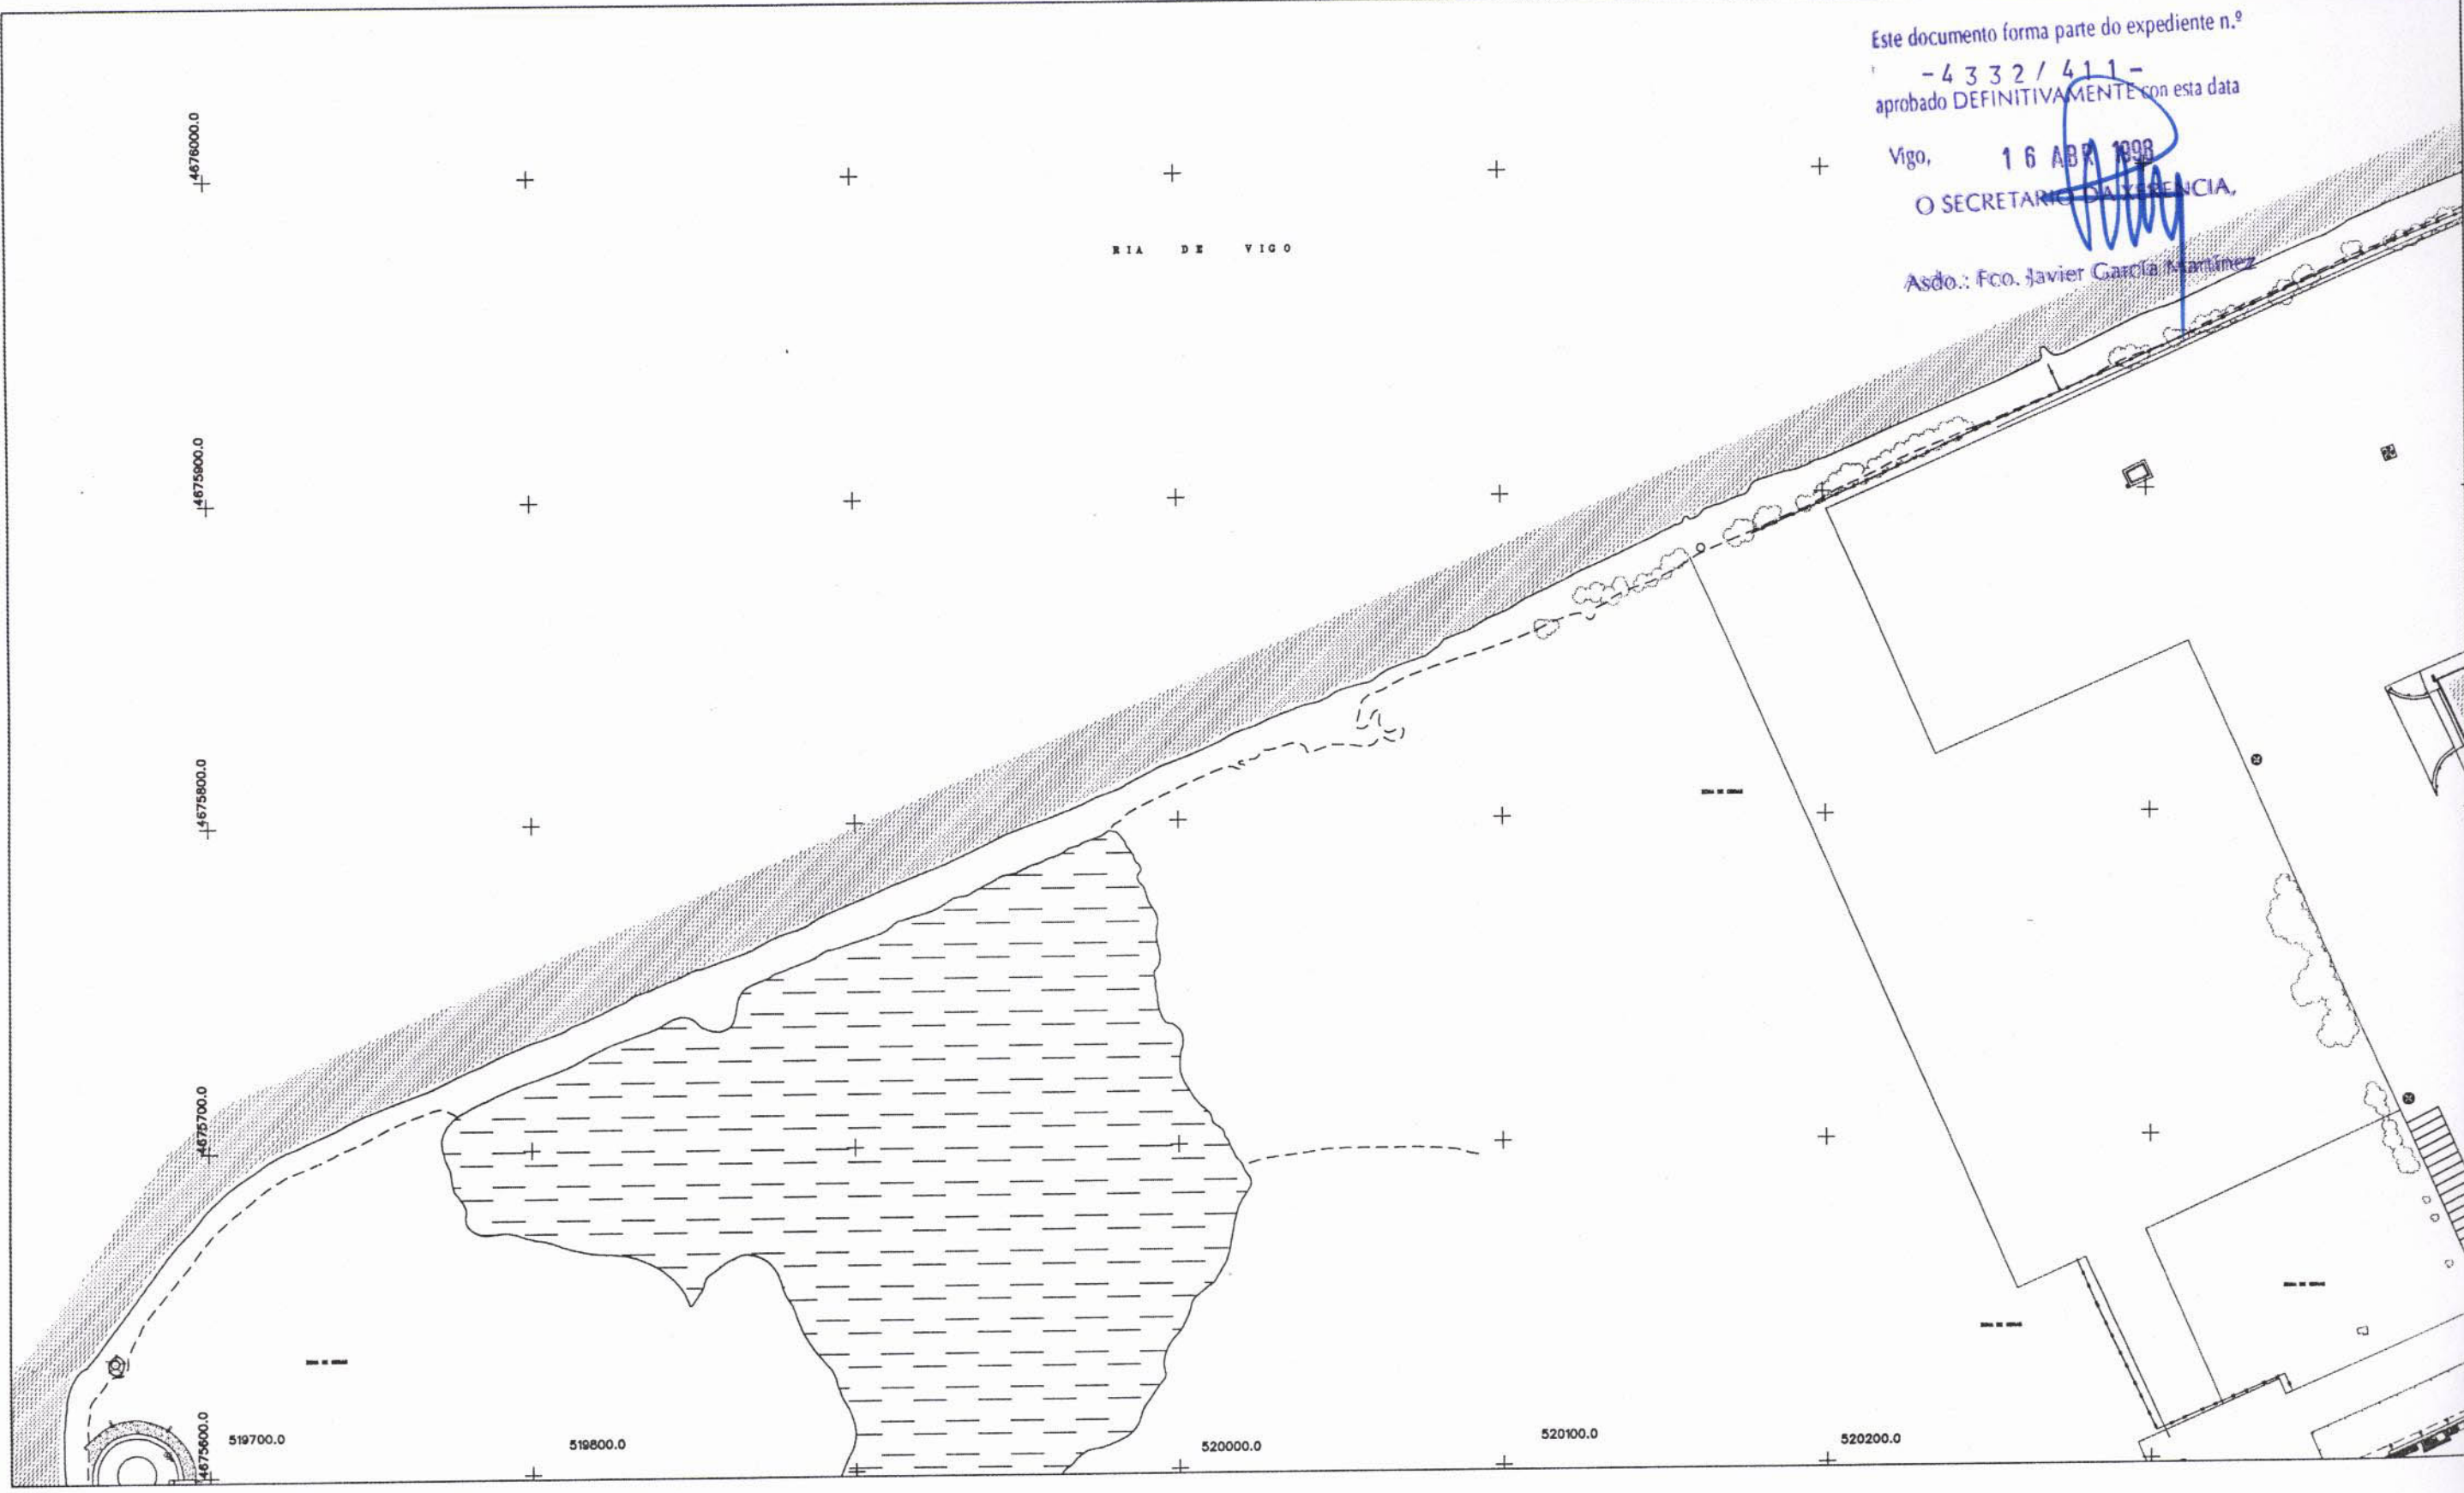 Este documento forma parte do expediente n.º
-4332/411-
aprobado DEFINITIVAMENTE con esta data
Vigo, 16 ABR 1998
O SECRETARIO DA XERENCIA,
Asdo.: Fco. Javier García Martínez
4676000.0
RIA DE VIGO
4675900.0
4675800.0
4675700.0
4675600.0
519700.0
519800.0
520000.0
520100.0
520200.0